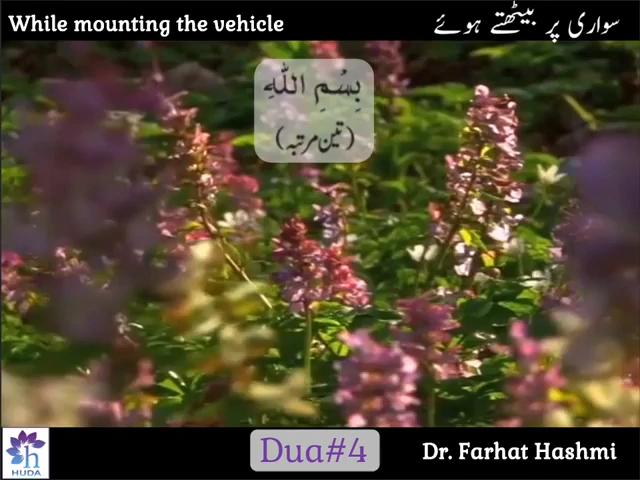 While mounting the vehicle
سواری پر بیٹھتے ہوئے
بِسْمِ اللّٰهِ
(تین مرتبہ)
Dua#4
Dr. Farhat Hashmi
h
HUDA